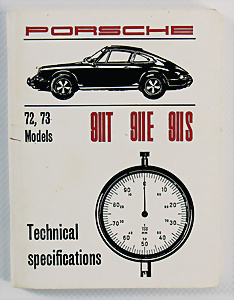 PORSCHE
72, 73
Models
911T 911E 911S
Technical
specifications